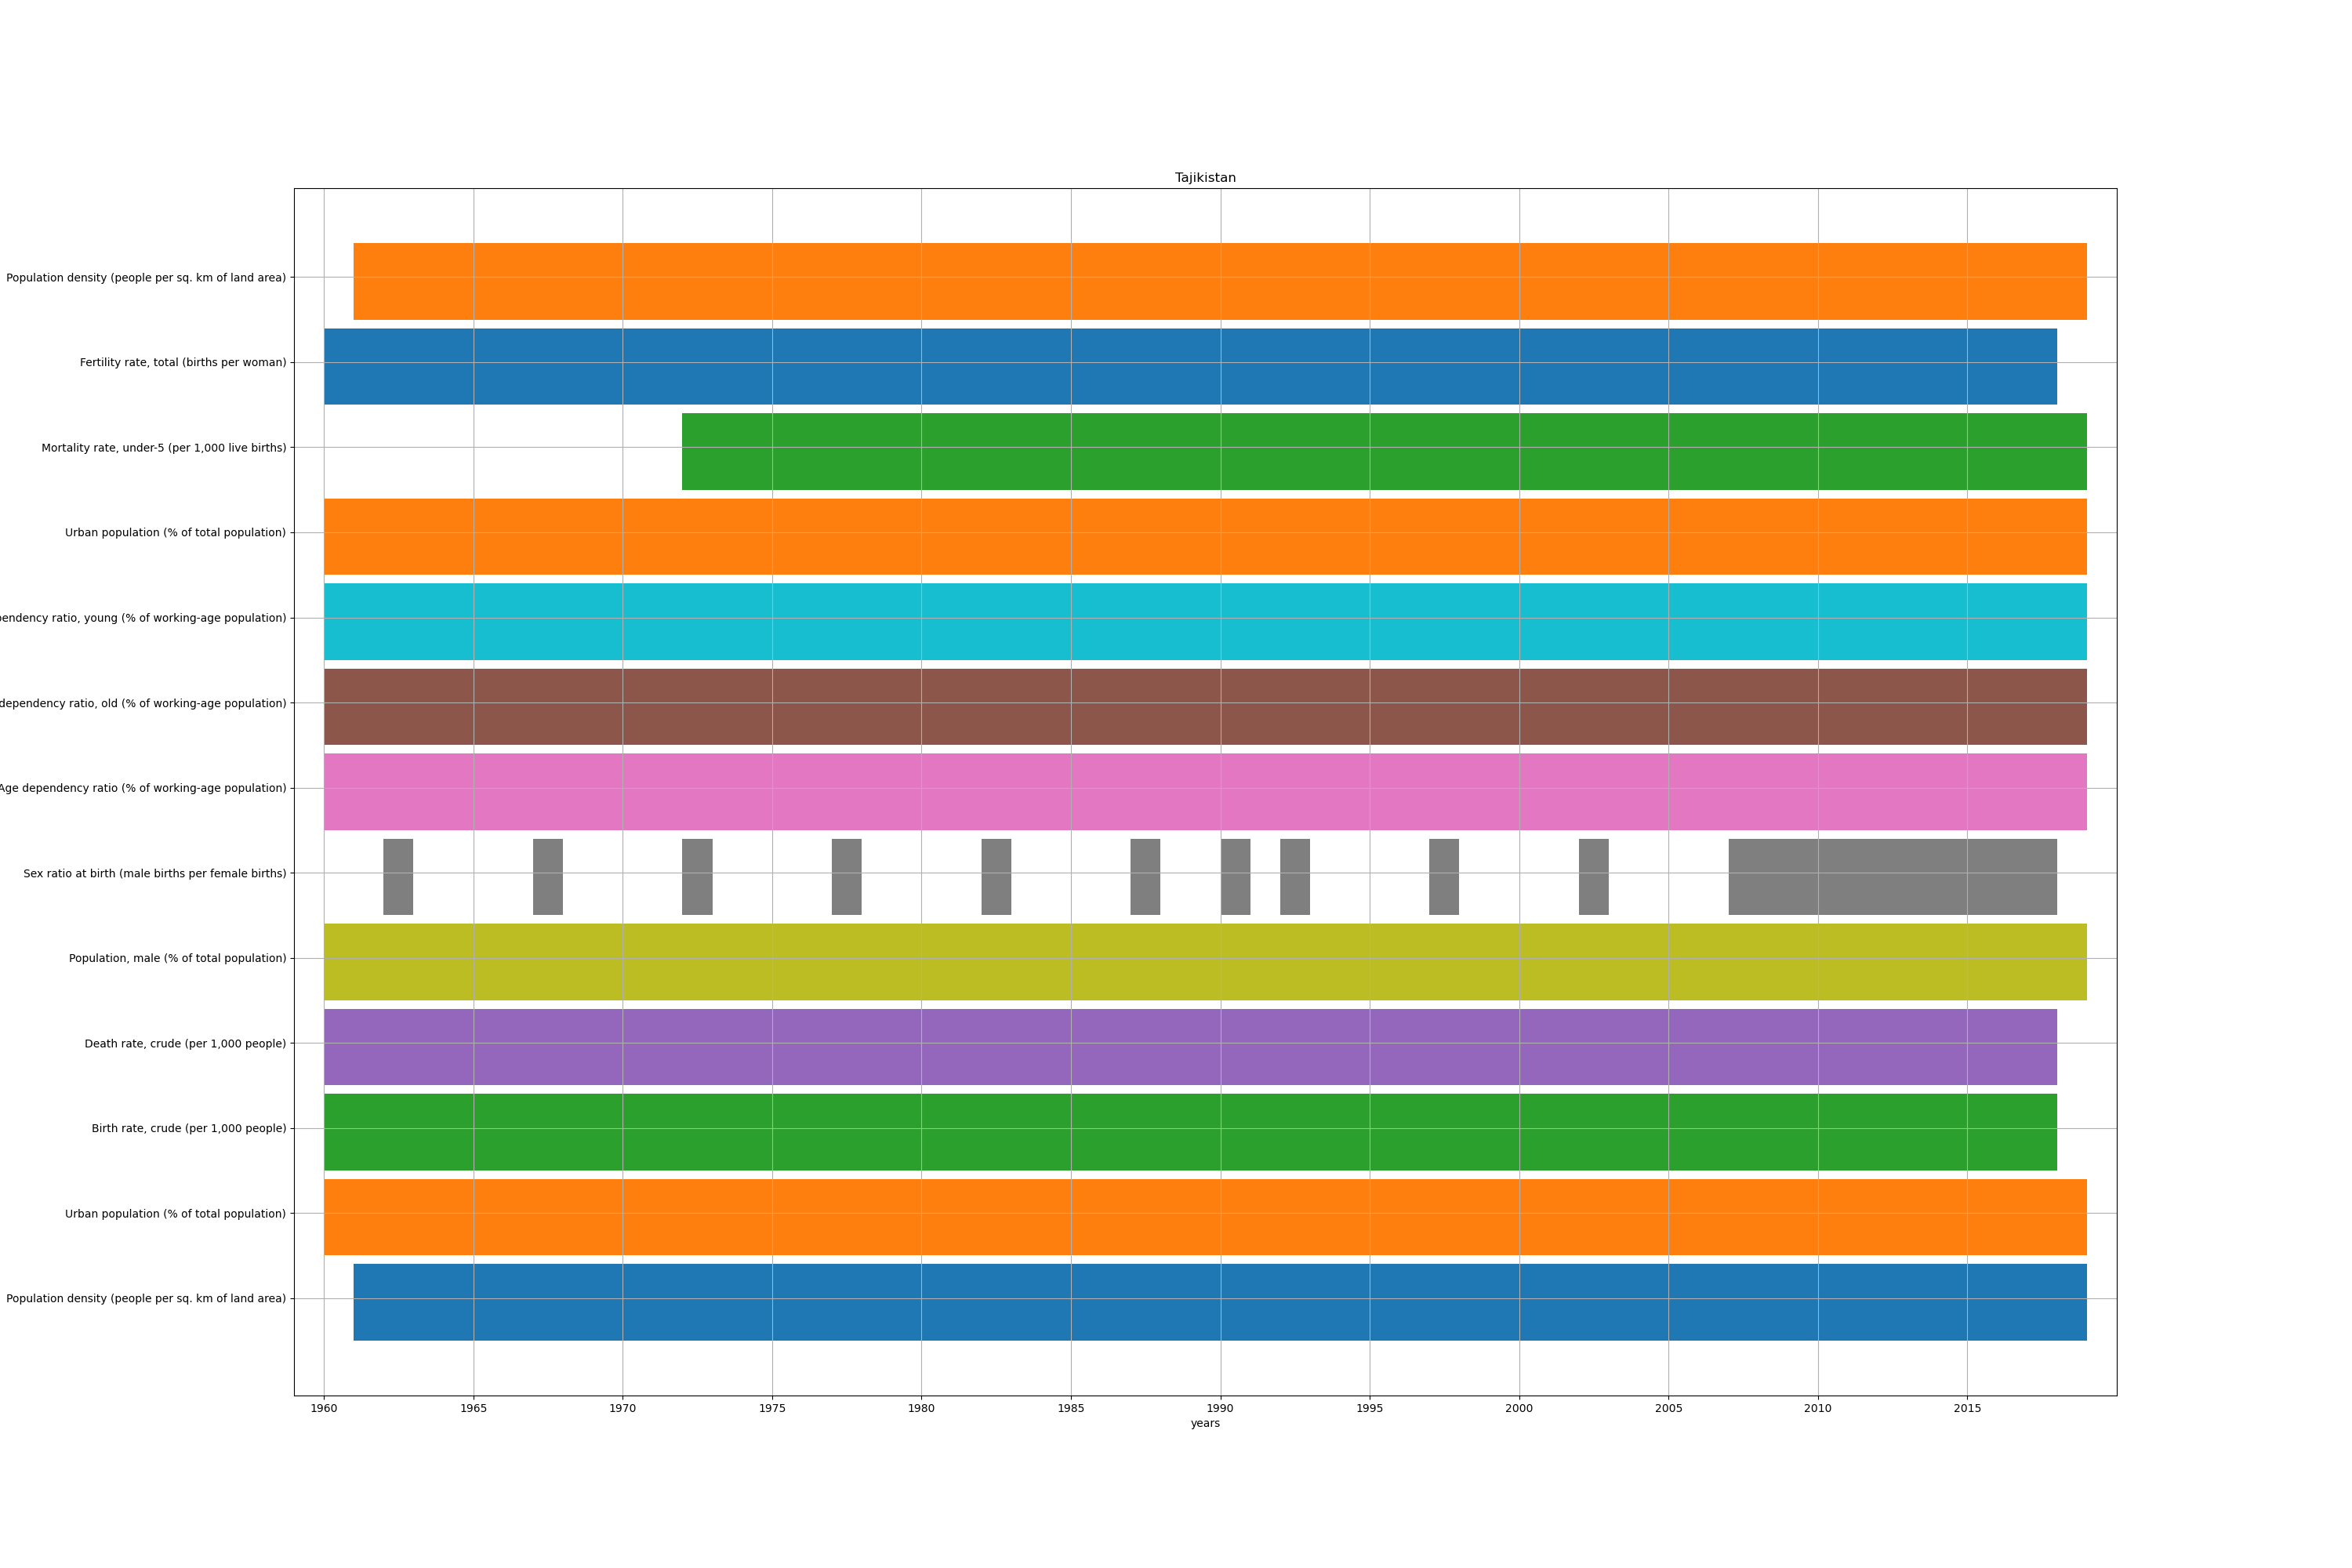 Tajikistan
Population density (people per sq. km of land area)
Fertility rate, total (births per woman)
Mortality rate, under-5 (per 1,000 live births)
Urban population (% of total population)
ratio, young (% of working-age population)
dependency ratio, old (% of working-age population)
Age dependency ratio (% of working-age population)
Sex ratio at birth (male births per female births)
Population, male (% of total population)
Death rate, crude (per 1,000 people)
Birth rate, crude (per 1,000 people)
Urban population (% of total population)
Population density (people per sq. km of land area)
1960 1965 1970 1975 1980 1985 1990 1995 2000 2005 2010 2015
years